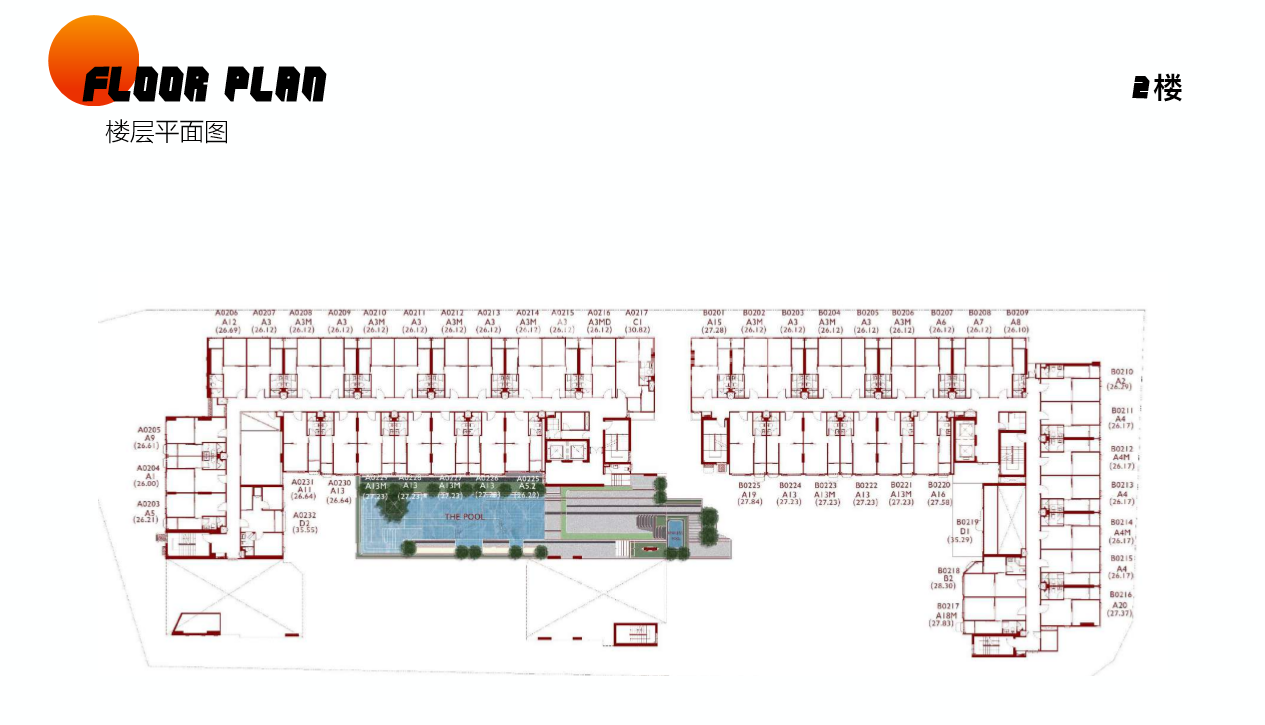 FLOOR PLAN
2楼
楼层平面图
A0206 A0207 A0208 A0209 A0210 A0211 A0212 A0213 A0214 A0215 A0216 A0217
A12 A3 A3M A3 A3M A3 A3M A3 A3M A3 A3MD C1
(26.69) (26.12) (26.12) (26.12) (26.12) (26.12) (26.12) (26.12) (26.12) (26.12) (26.12) (30.82)
B0201 B0202 B0203 B0204 B0205 B0206 B0207 B0208 B0209
A15 A3M A3 A3M A3 A3M A6 A7 A8
(27.28) (26.12) (26.12) (26.12) (26.12) (26.12) (26.12) (26.12) (26.10)
B0210
A2
(26.29)
B0211
A4
(26.17)
B0212
A4M
(26.17)
B0213
A4
(26.17)
B0214
A4M
(26.17)
B0215
A4
(26.17)
B0216
A20
(27.37)
A0205
A9
(26.61)
A0204
A1
(26.00)
A0203
A5
(26.21)
A0231
A11
(26.64)
A0230
A13
(26.64)
A0232
D2
(35.55)
A0229 A0228 A0227 A0226 A0225
A13M A13 A13M A13 A5.2
(27.23) (27.23) (27.23)
THE POOL
B0225 B0224 B0223 B0222 B0221 B0220
A19 A13 A13M A13 A13M A16
(27.84) (27.23) (27.23) (27.23) (27.23) (27.58)
B0219
D1
(35.29)
B0218
B2
(28.30)
B0217
A18M
(27.83)